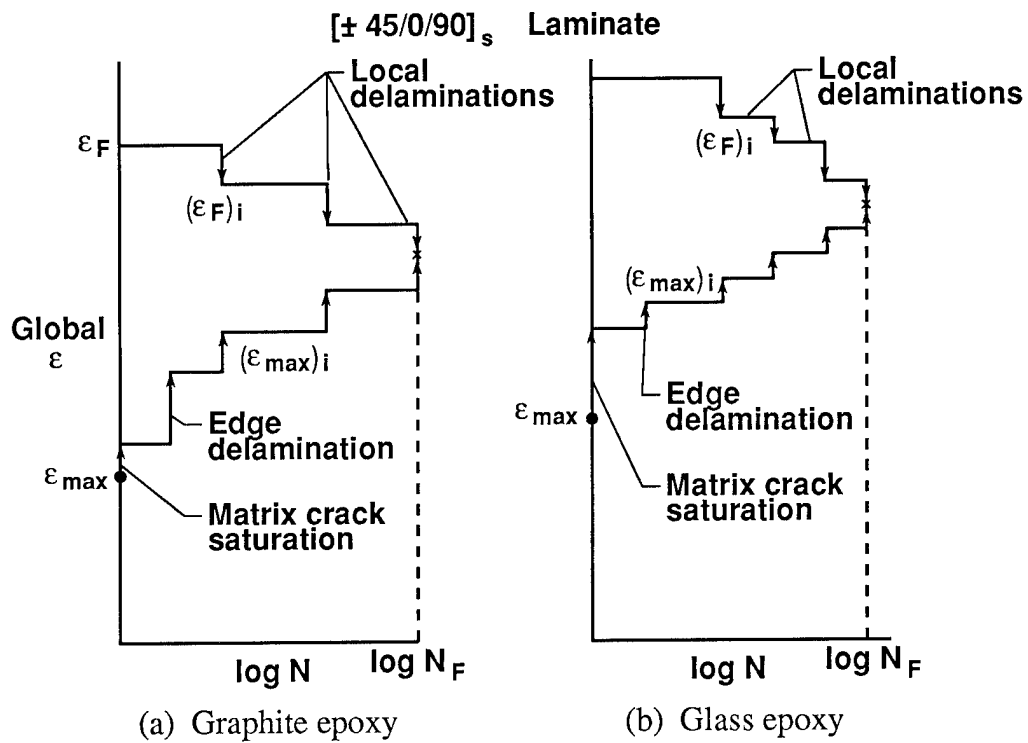 [± 45/0/90]s Laminate
Local
delaminations
εF
(εF)i
Global
ε
(εmax)i
Edge
delamination
εmax
Matrix crack
saturation
log N
log NF
(a) Graphite epoxy
Local
delaminations
(εF)i
(εmax)i
Edge
delamination
εmax
Matrix crack
saturation
log N
log NF
(b) Glass epoxy